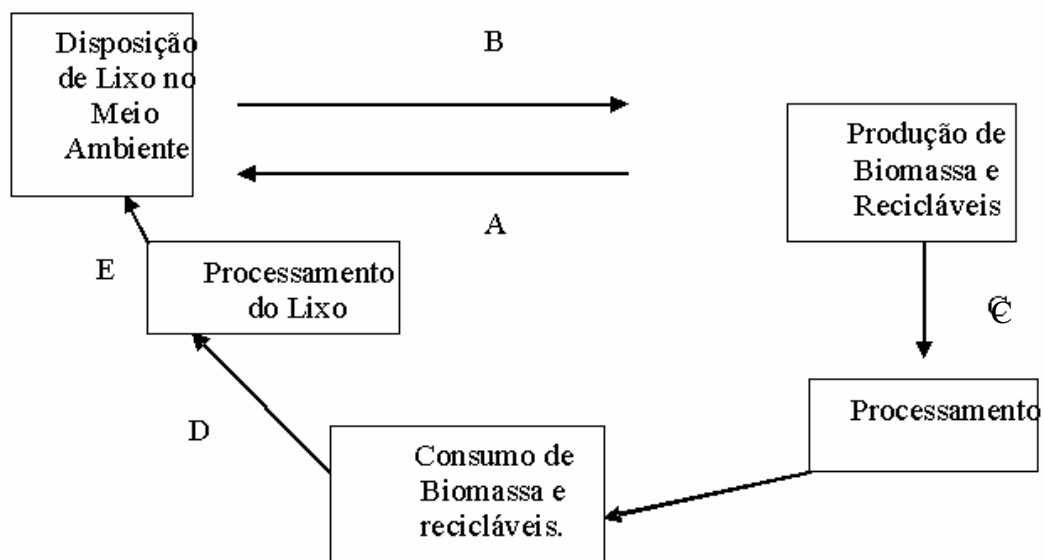 Disposição
de Lixo no
Meio
Ambiente
B
A
Produção de
Biomassa e
Recicláveis
E
Processamento
do Lixo
C
Processamento
D
Consumo de
Biomassa e
recicláveis.